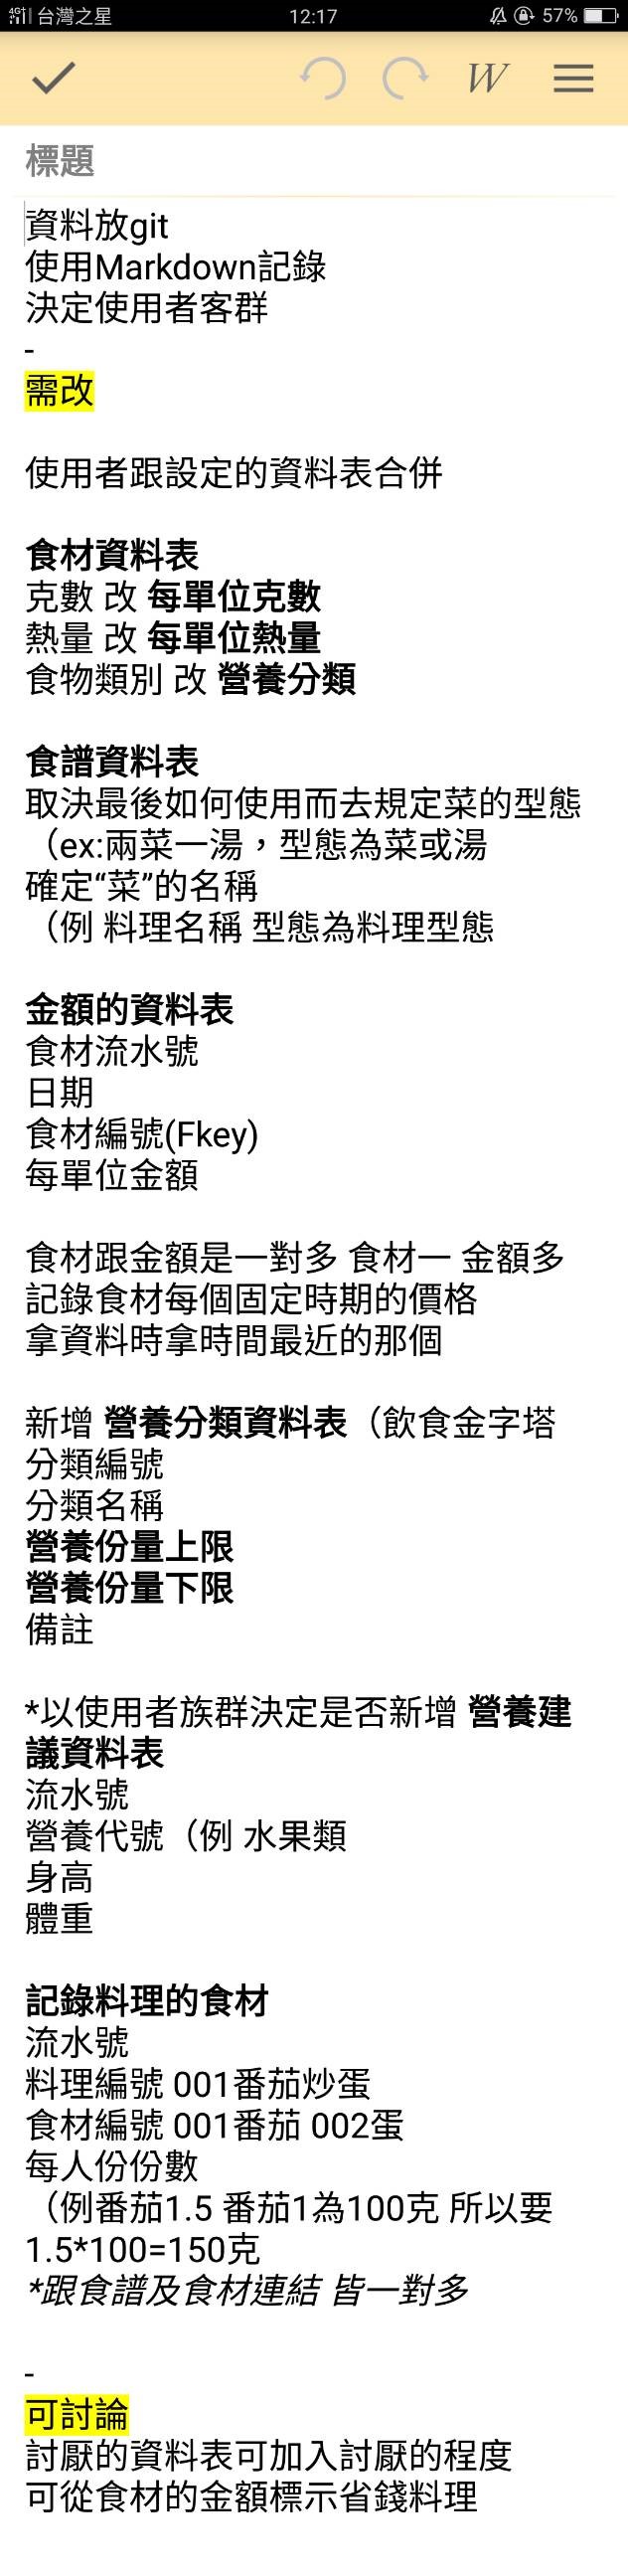 4G+ 台灣之星 12:17 57%
W
標題
資料放git
使用Markdown記錄
決定使用者客群
-
需改
使用者跟設定的資料表合併
食材資料表
克數 改 每單位克數
熱量 改 每單位熱量
食物類別 改 營養分類
食譜資料表
取決最後如何使用而去規定菜的型態
（ex:兩菜一湯，型態為菜或湯
確定“菜”的名稱
（例 料理名稱 型態為料理型態
金額的資料表
食材流水號
日期
食材編號(Fkey)
每單位金額
食材跟金額是一對多 食材一 金額多
記錄食材每個固定時期的價格
拿資料時拿時間最近的那個
新增 營養分類資料表（飲食金字塔
分類編號
分類名稱
營養份量上限
營養份量下限
備註
*以使用者族群決定是否新增 營養建
議資料表
流水號
營養代號（例 水果類
身高
體重
記錄料理的食材
流水號
料理編號 001番茄炒蛋
食材編號 001番茄 002蛋
每人份份數
（例番茄1.5 番茄1為100克 所以要
1.5*100=150克
*跟食譜及食材連結 皆一對多
-
可討論
討厭的資料表可加入討厭的程度
可從食材的金額標示省錢料理